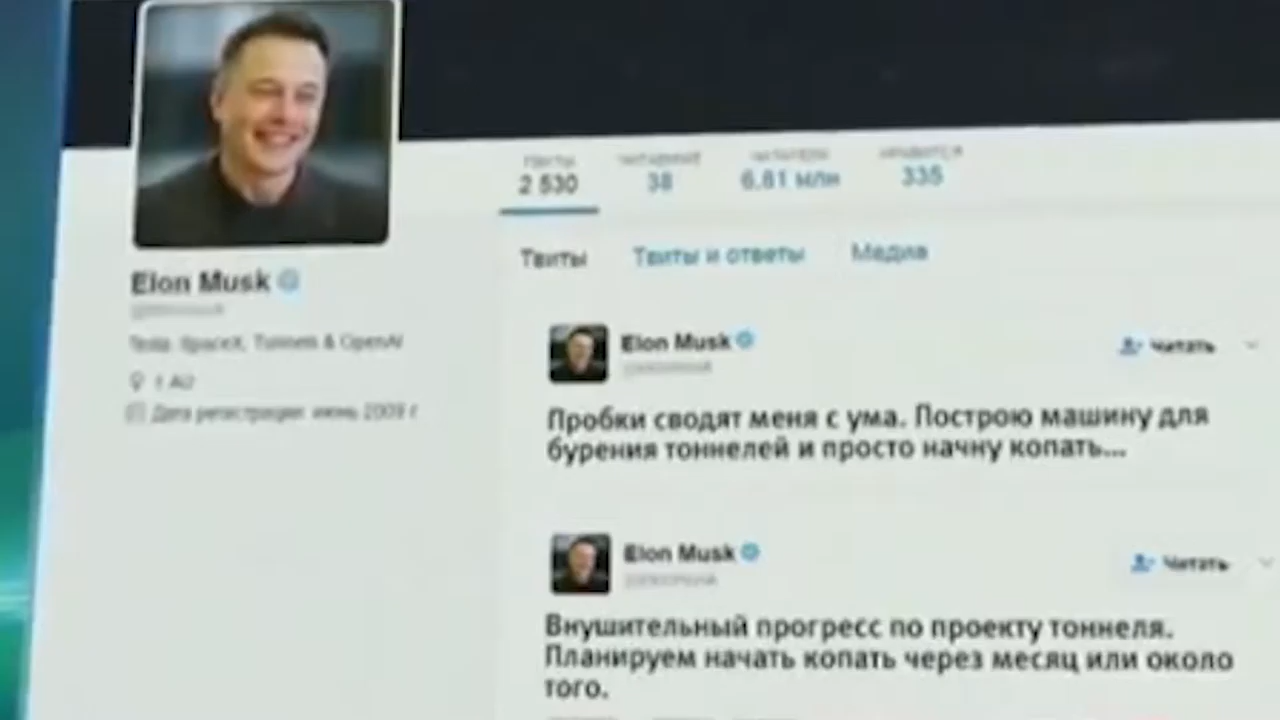 Твиты
2 530
38
6,81 млн
335
Твиты Твиты и ответы Медиа
Elon Musk
Tesla, SpaceX, Tunnels & OpenAI
1 AU
Дата регистрации: июнь 2009 г.
Elon Musk
Читать
Пробки сводят меня с ума. Построю машину для
бурения тоннелей и просто начну копать...
Elon Musk
Читать
Внушительный прогресс по проекту тоннеля.
Планируем начать копать через месяц или около
того.